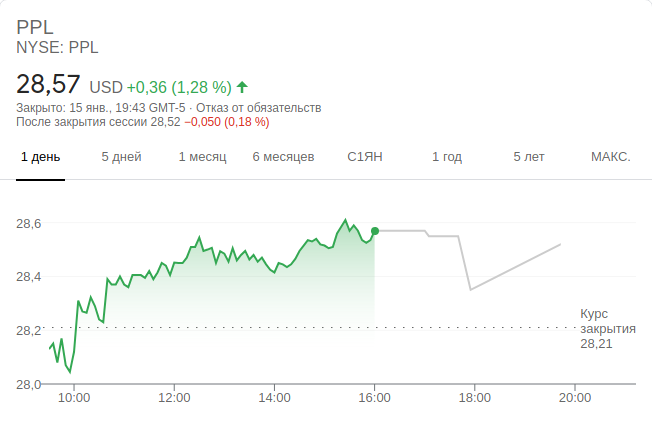 PPL
NYSE: PPL
28,57 USD +0,36 (1,28 %)
Закрыто: 15 янв., 19:43 GMT-5 · Отказ от обязательств
После закрытия сессии 28,52 −0,050 (0,18 %)
1 день 5 дней 1 месяц 6 месяцев С1ЯН 1 год 5 лет МАКС.
28,6
28,4
28,2
28,0
Курс
закрытия
28,21
10:00 12:00 14:00 16:00 18:00 20:00